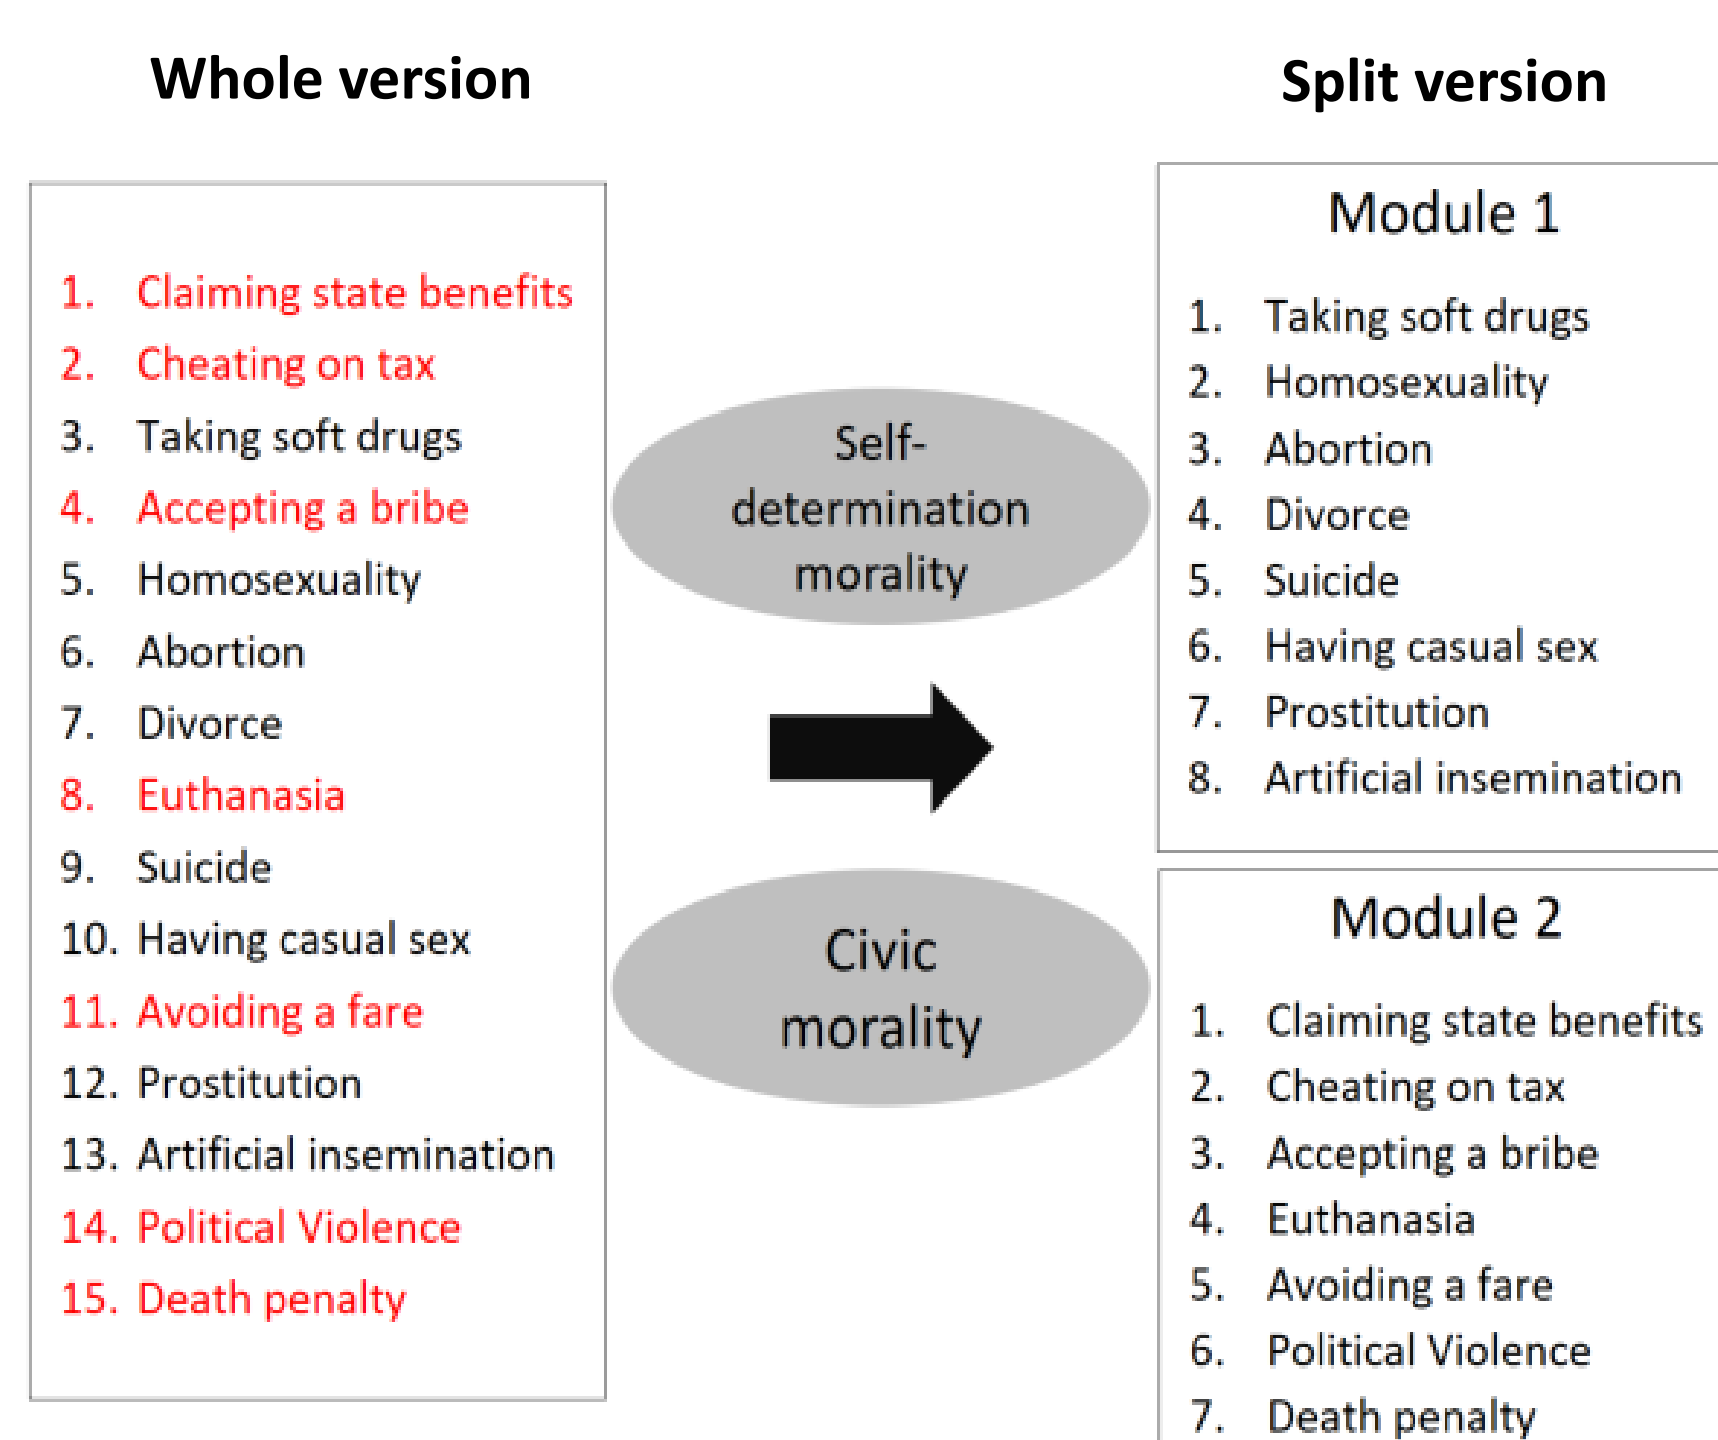 Whole version
1. Claiming state benefits
2. Cheating on tax
3. Taking soft drugs
4. Accepting a bribe
5. Homosexuality
6. Abortion
7. Divorce
8. Euthanasia
9. Suicide
10. Having casual sex
11. Avoiding a fare
12. Prostitution
13. Artificial insemination
14. Political Violence
15. Death penalty
Self-
determination
morality
Civic
morality
Split version
Module 1
1. Taking soft drugs
2. Homosexuality
3. Abortion
4. Divorce
5. Suicide
6. Having casual sex
7. Prostitution
8. Artificial insemination
Module 2
1. Claiming state benefits
2. Cheating on tax
3. Accepting a bribe
4. Euthanasia
5. Avoiding a fare
6. Political Violence
7. Death penalty